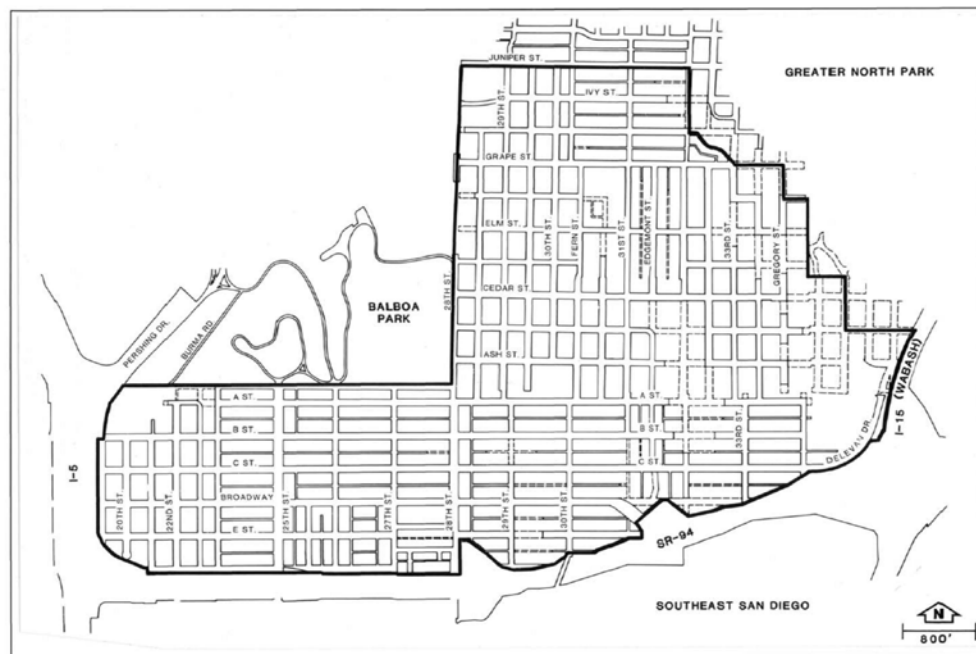 JUNIPER ST.
GREATER NORTH PARK
IVY ST.
29TH ST.
GRAPE ST.
ELM ST.
30TH ST.
FERN ST.
31ST ST.
EDGEMONT ST.
33RD ST.
GREGORY ST.
28TH ST.
CEDAR ST.
BALBOA
PARK
PERSHING DR.
BURMA RD
ASH ST.
I-15 (WABASH)
A ST.
A ST.
B ST.
B ST.
33RD ST.
C ST.
C ST.
DELEVAN DR.
I-5
20TH ST.
22ND ST.
BROADWAY
25TH ST.
27TH ST.
28TH ST.
29TH ST.
30TH ST.
E ST.
SR-94
SOUTHEAST SAN DIEGO
N
800'